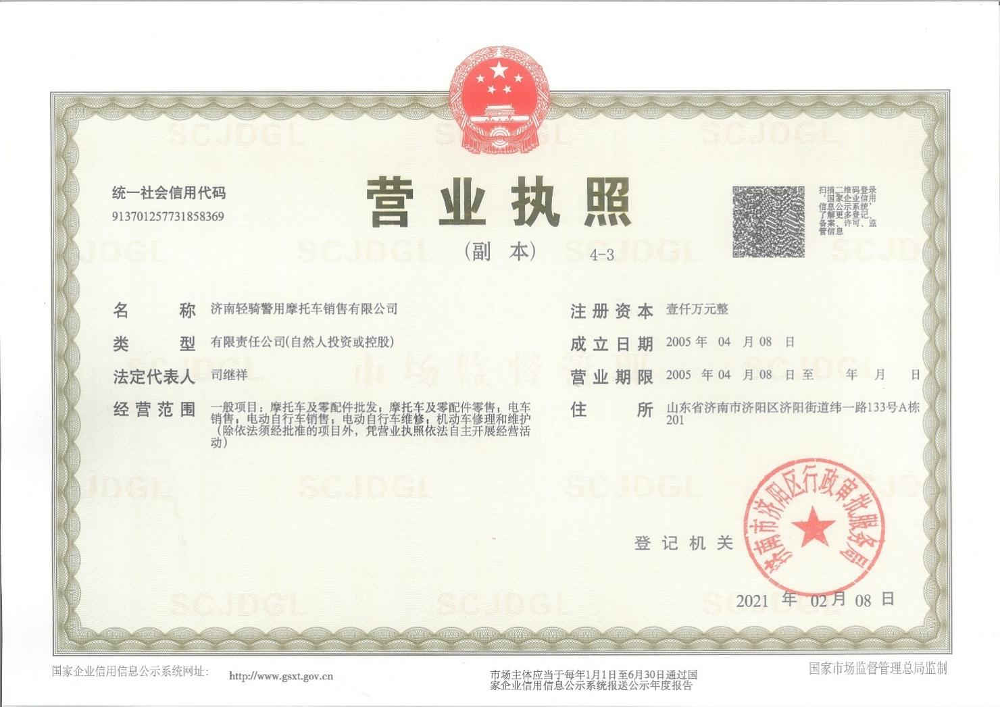 统一社会信用代码
913701257731858369
营业执照
(副 本) 4-3
扫描二维码登录
‘国家企业信用
信息公示系统’
了解更多登记、
备案、许可、监
管信息
名 称 济南轻骑警用摩托车销售有限公司
类 型 有限责任公司(自然人投资或控股)
法定代表人 司继祥
经营范围 一般项目：摩托车及零配件批发；摩托车及零配件零售；电车
销售；电动自行车销售；电动自行车维修；机动车修理和维护
（除依法须经批准的项目外，凭营业执照依法自主开展经营活
动）
注册资本 壹仟万元整
成立日期 2005 年 04 月 08 日
营业期限 2005 年 04 月 08 日 至 年 月 日
住 所 山东省济南市济阳区济阳街道纬一路133号A栋
201
登记机关
济南市济阳区行政审批服务局
2021 年 02 月 08 日
国家企业信用信息公示系统网址：
http://www.gsxt.gov.cn
市场主体应当于每年1月1日至6月30日通过国
家企业信用信息公示系统报送公示年度报告
国家市场监督管理总局监制
SCJDGL
市场监督管理